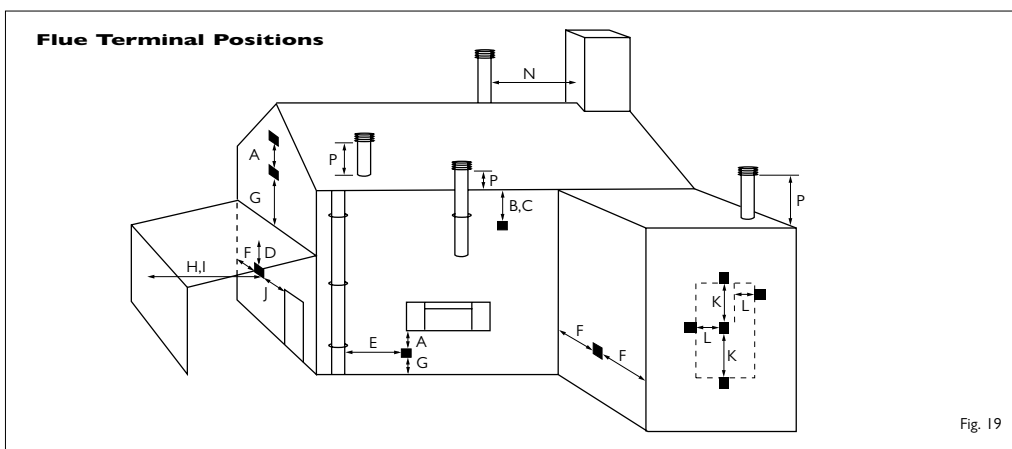 Flue Terminal Positions
N
A
P
P
P
G
B,C
F
D
H,I
J
K
L
L
K
E
A
G
F
F
Fig. 19